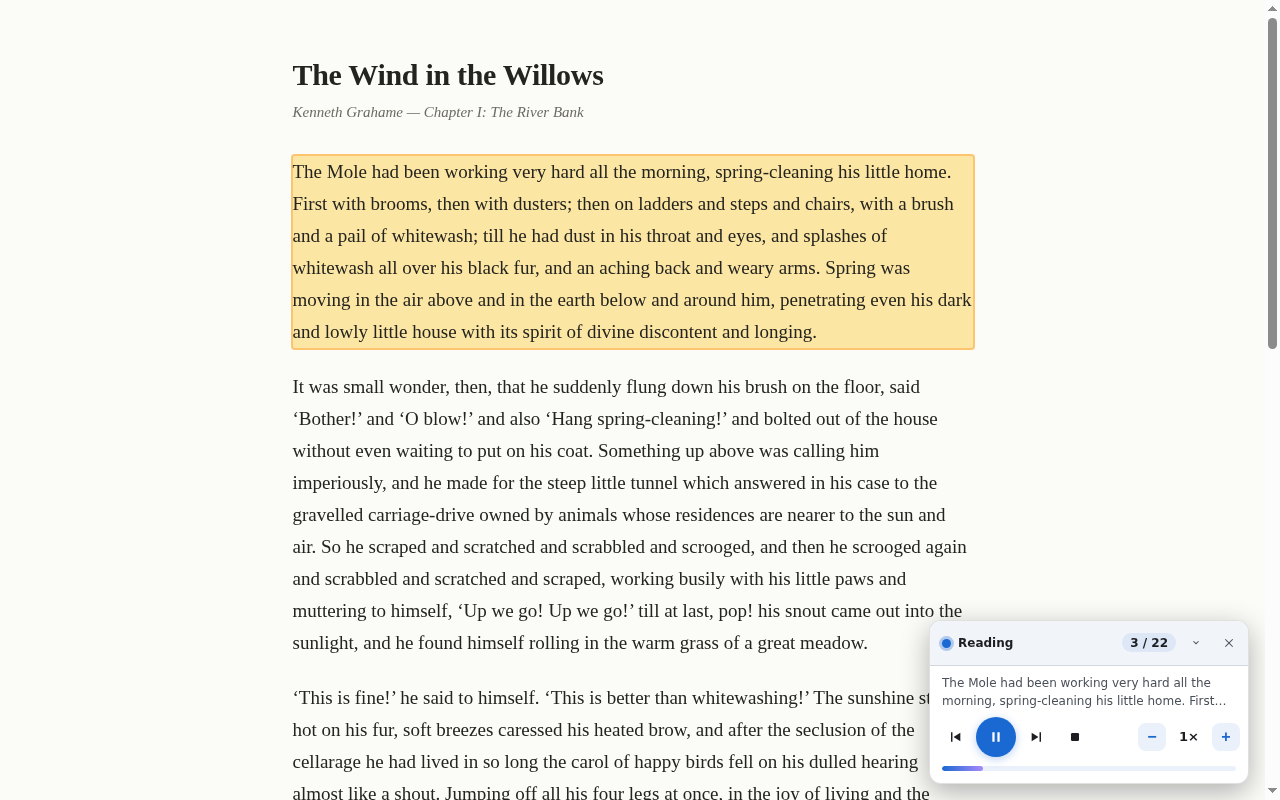 The Wind in the Willows
Kenneth Grahame — Chapter I: The River Bank
The Mole had been working very hard all the morning, spring-cleaning his little home.
First with brooms, then with dusters; then on ladders and steps and chairs, with a brush
and a pail of whitewash; till he had dust in his throat and eyes, and splashes of
whitewash all over his black fur, and an aching back and weary arms. Spring was
moving in the air above and in the earth below and around him, penetrating even his dark
and lowly little house with its spirit of divine discontent and longing.
It was small wonder, then, that he suddenly flung down his brush on the floor, said
‘Bother!’ and ‘O blow!’ and also ‘Hang spring-cleaning!’ and bolted out of the house
without even waiting to put on his coat. Something up above was calling him
imperiously, and he made for the steep little tunnel which answered in his case to the
gravelled carriage-drive owned by animals whose residences are nearer to the sun and
air. So he scraped and scratched and scrabbled and scrooged, and then he scrooged again
and scrabbled and scratched and scraped, working busily with his little paws and
muttering to himself, ‘Up we go! Up we go!’ till at last, pop! his snout came out into the
sunlight, and he found himself rolling in the warm grass of a great meadow.
‘This is fine!’ he said to himself. ‘This is better than whitewashing!’ The sunshine
hot on his fur, soft breezes caressed his heated brow, and after the seclusion of the
cellarage he had lived in so long the carol of happy birds fell on his dulled hearing
almost like a shout. Jumping off all his four legs at once, in the joy of living and the
Reading
3 / 22
The Mole had been working very hard all the
morning, spring-cleaning his little home. First…
1×